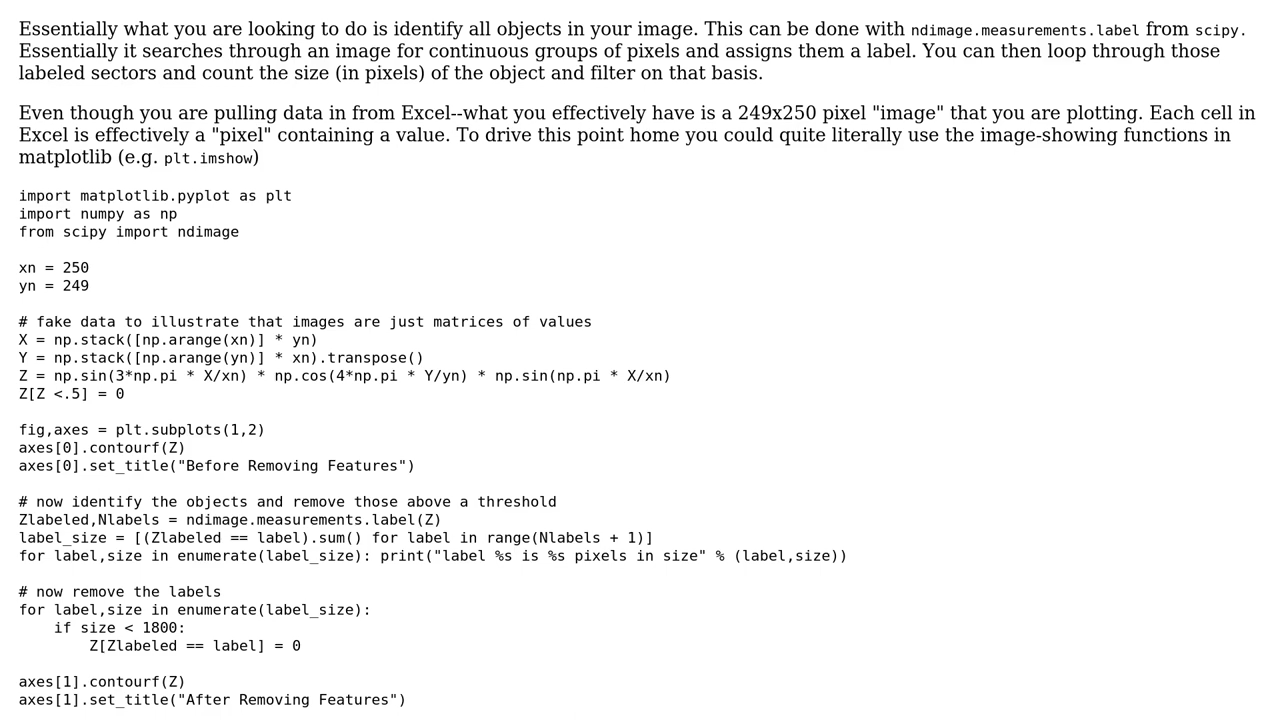 Essentially what you are looking to do is identify all objects in your image. This can be done with ndimage.measurements.label from scipy.
Essentially it searches through an image for continuous groups of pixels and assigns them a label. You can then loop through those
labeled sectors and count the size (in pixels) of the object and filter on that basis.
Even though you are pulling data in from Excel--what you effectively have is a 249x250 pixel "image" that you are plotting. Each cell in
Excel is effectively a "pixel" containing a value. To drive this point home you could quite literally use the image-showing functions in
matplotlib (e.g. plt.imshow)
import matplotlib.pyplot as plt
import numpy as np
from scipy import ndimage
xn = 250
yn = 249
# fake data to illustrate that images are just matrices of values
X = np.stack([np.arange(xn)] * yn)
Y = np.stack([np.arange(yn)] * xn).transpose()
Z = np.sin(3*np.pi * X/xn) * np.cos(4*np.pi * Y/yn) * np.sin(np.pi * X/xn)
Z[Z <.5] = 0
fig,axes = plt.subplots(1,2)
axes[0].contourf(Z)
axes[0].set_title("Before Removing Features")
# now identify the objects and remove those above a threshold
Zlabeled,Nlabels = ndimage.measurements.label(Z)
label_size = [(Zlabeled == label).sum() for label in range(Nlabels + 1)]
for label,size in enumerate(label_size): print("label %s is %s pixels in size" % (label,size))
# now remove the labels
for label,size in enumerate(label_size):
    if size < 1800:
        Z[Zlabeled == label] = 0
axes[1].contourf(Z)
axes[1].set_title("After Removing Features")